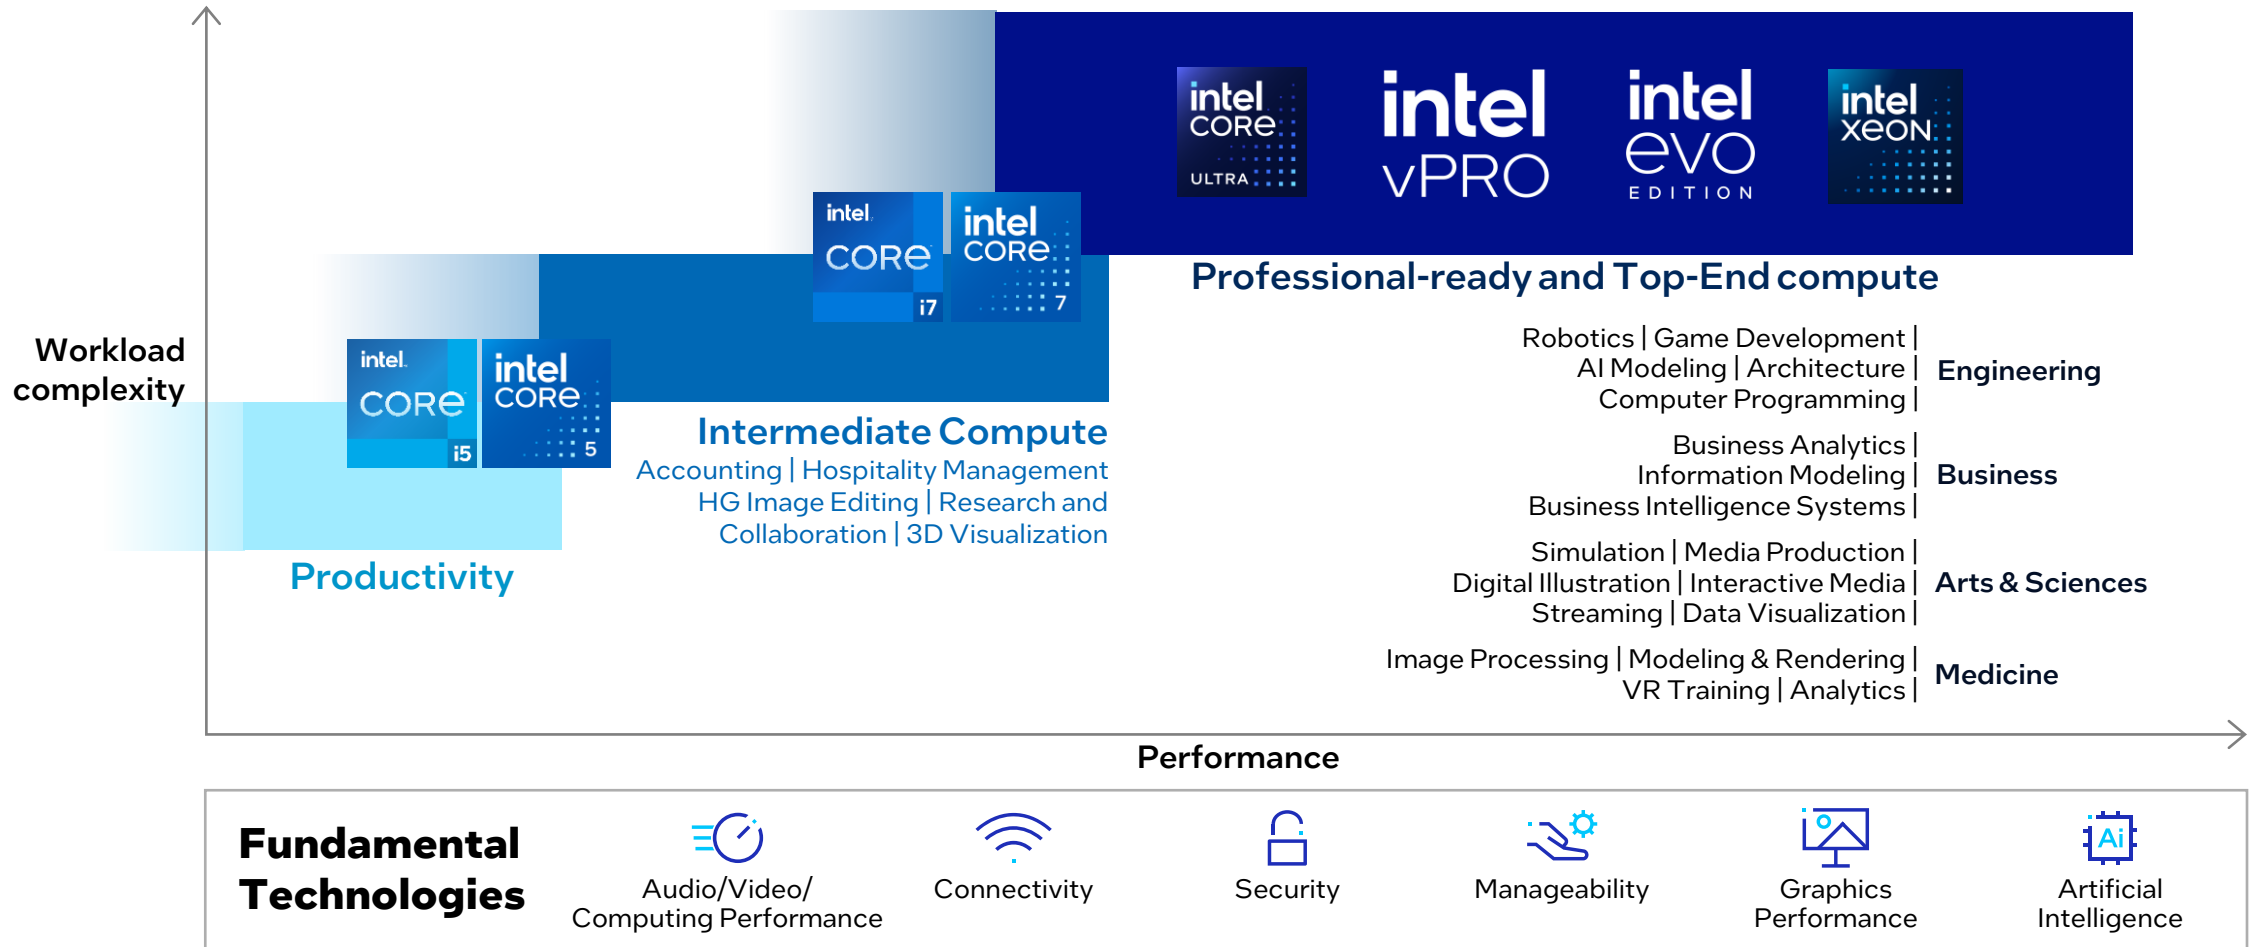 intel
CORE
ULTRA
intel
vPRO
intel
evo
EDITION
intel
XEON
intel
CORE
i7
intel
CORE
7
Professional-ready and Top-End compute
Workload
complexity
intel
CORE
i5
intel
CORE
5
Intermediate Compute
Accounting | Hospitality Management
HG Image Editing | Research and
Collaboration | 3D Visualization
Productivity
Robotics | Game Development |
AI Modeling | Architecture |
Computer Programming |
Engineering
Business Analytics |
Information Modeling |
Business Intelligence Systems |
Business
Simulation | Media Production |
Digital Illustration | Interactive Media |
Streaming | Data Visualization |
Arts & Sciences
Image Processing | Modeling & Rendering |
VR Training | Analytics |
Medicine
Performance
Fundamental
Technologies
Audio/Video/
Computing Performance
Connectivity
Security
Manageability
Graphics
Performance
Ai
Artificial
Intelligence